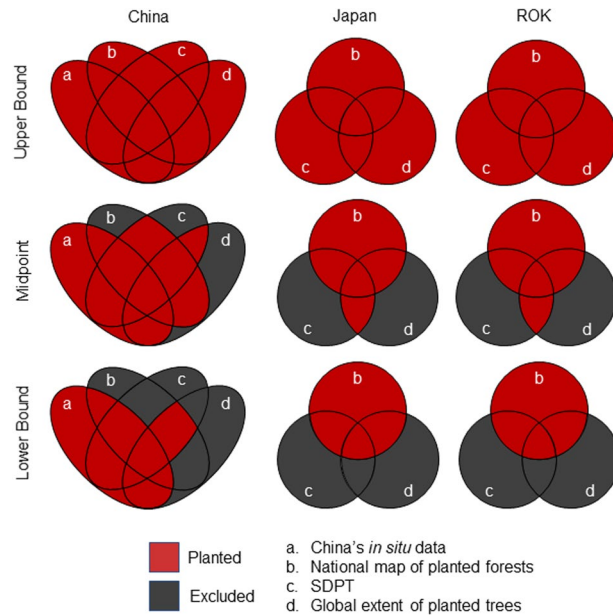 China
Japan
ROK
Upper Bound
a
b
c
d
b
c
d
b
c
d
Midpoint
a
b
c
d
b
c
d
b
c
d
Lower Bound
a
b
c
d
b
c
d
b
c
d
Planted
Excluded
a. China's in situ data
b. National map of planted forests
c. SDPT
d. Global extent of planted trees